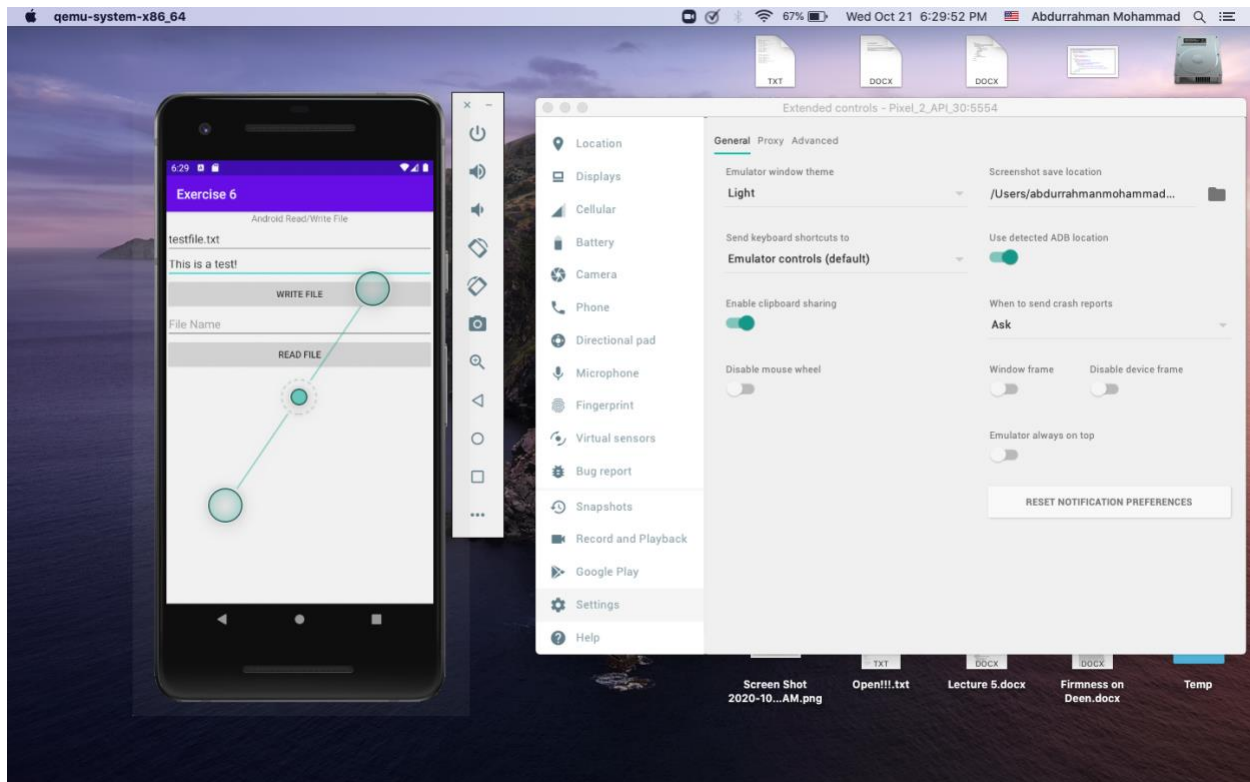 qemu-system-x86_64
67%
Wed Oct 21 6:29:52 PM
Abdurrahman Mohammad
TXT
DOCX
DOCX
6:29
Exercise 6
Android Read/Write File
testfile.txt
This is a test!
WRITE FILE
File Name
READ FILE
Extended controls - Pixel_2_API_30:5554
Location
Displays
Cellular
Battery
Camera
Phone
Directional pad
Microphone
Fingerprint
Virtual sensors
Bug report
Snapshots
Record and Playback
Google Play
Settings
Help
General Proxy Advanced
Emulator window theme
Light
Send keyboard shortcuts to
Emulator controls (default)
Enable clipboard sharing
Disable mouse wheel
Screenshot save location
/Users/abdurrahmanmohammad...
Use detected ADB location
When to send crash reports
Ask
Window frame
Disable device frame
Emulator always on top
RESET NOTIFICATION PREFERENCES
TXT
DOCX
DOCX
Screen Shot
2020-10...AM.png
Open!!!.txt
Lecture 5.docx
Firmness on
Deen.docx
Temp